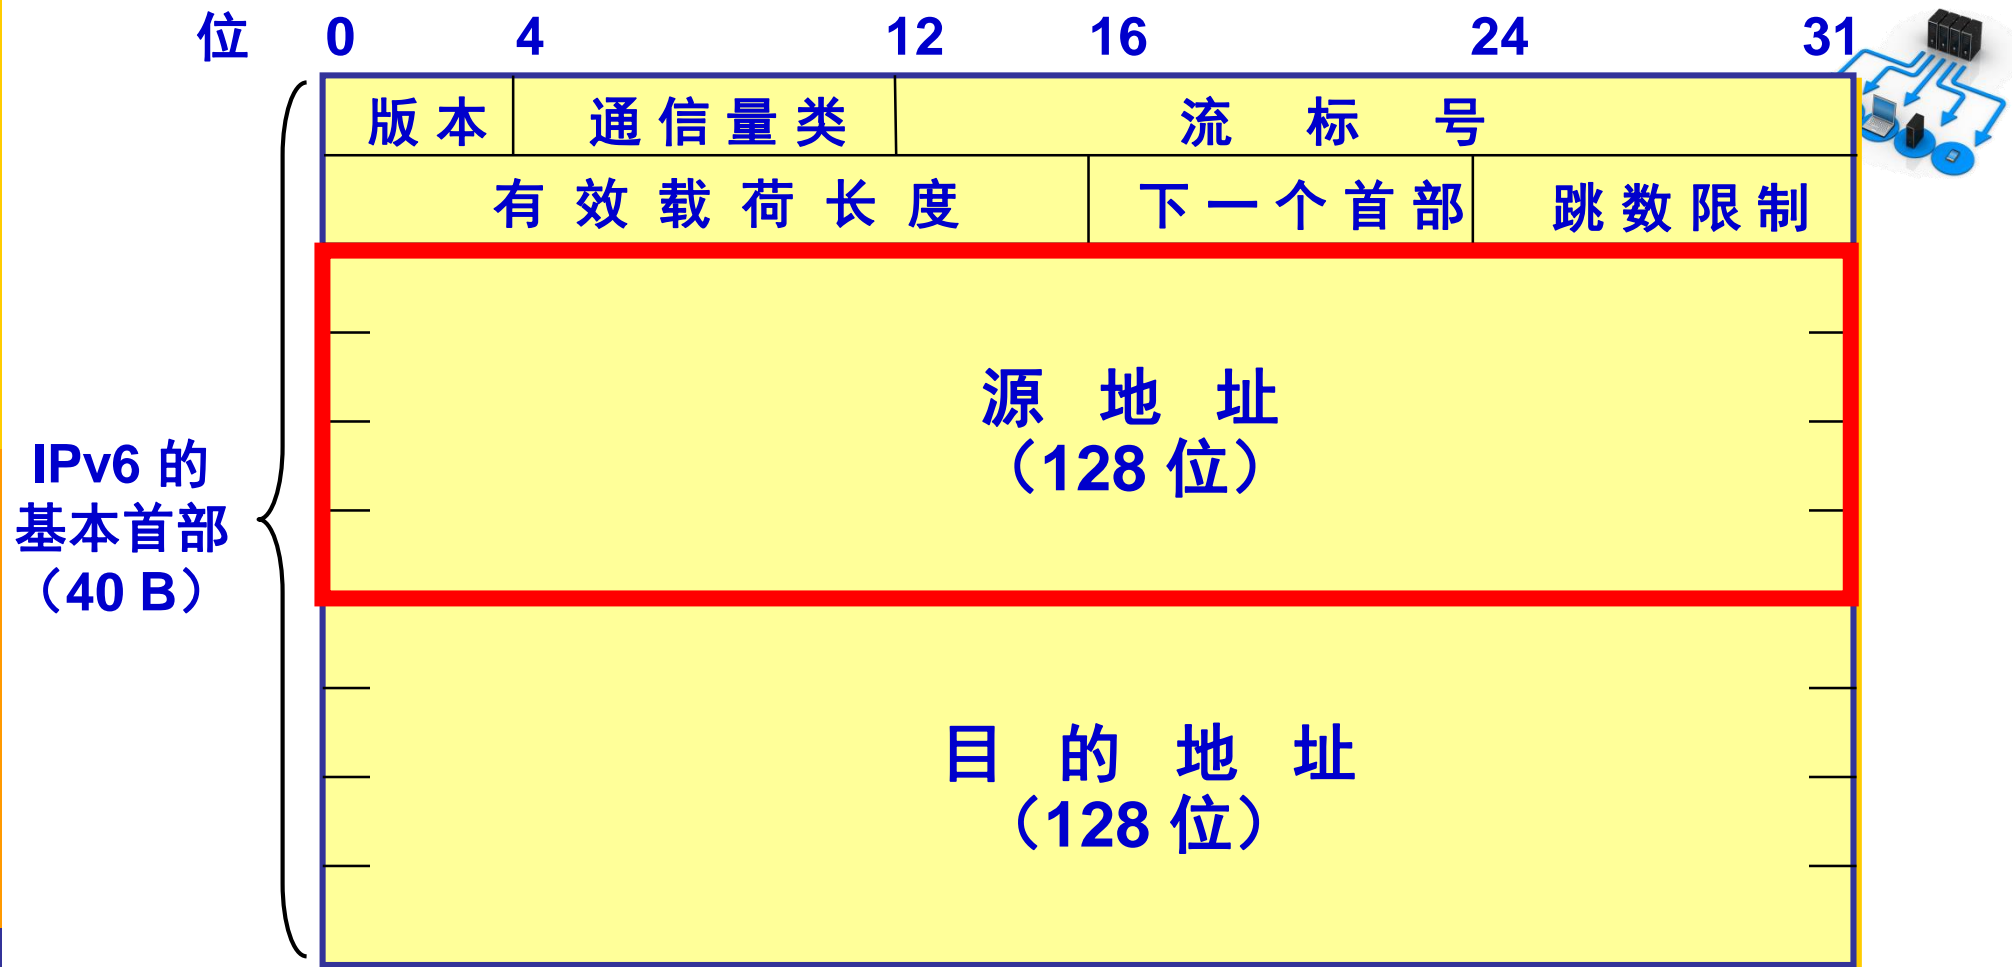 位 0 4 12 16 24 31
版本 通信量类 流标号
有效载荷长度 下一个首部 跳数限制
源地址
（128 位）
IPv6 的
基本首部
（40 B）
目的地址
（128 位）